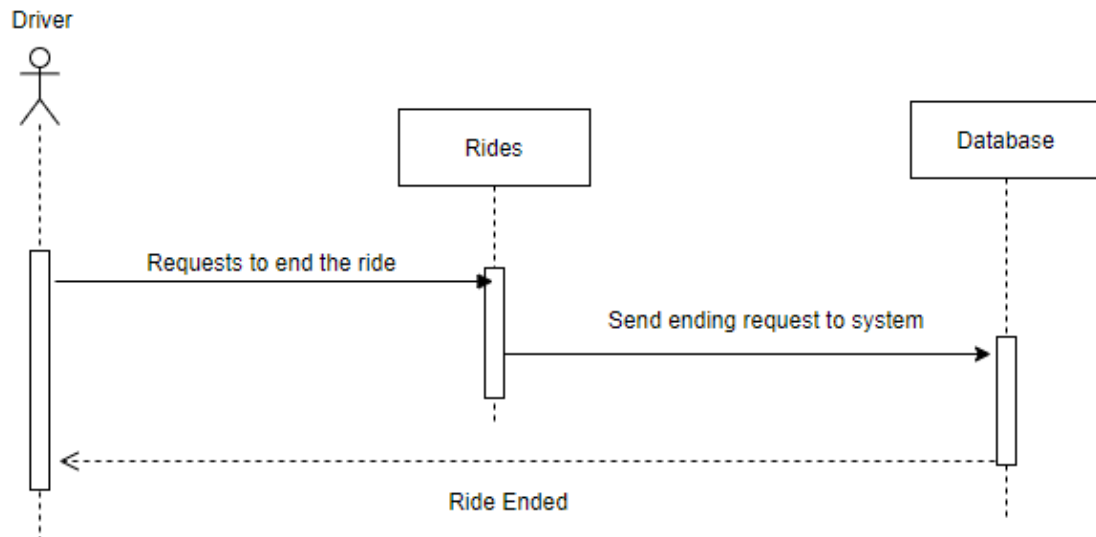 Driver
Rides
Database
Requests to end the ride
Send ending request to system
Ride Ended